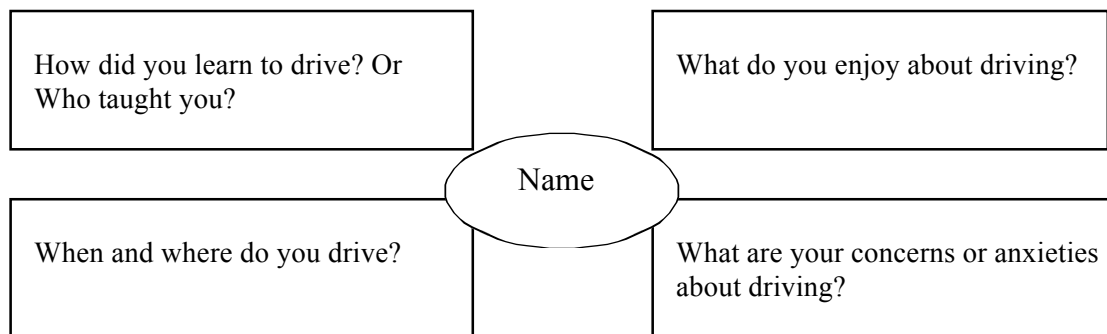 How did you learn to drive? Or
Who taught you?
What do you enjoy about driving?
Name
When and where do you drive?
What are your concerns or anxieties
about driving?